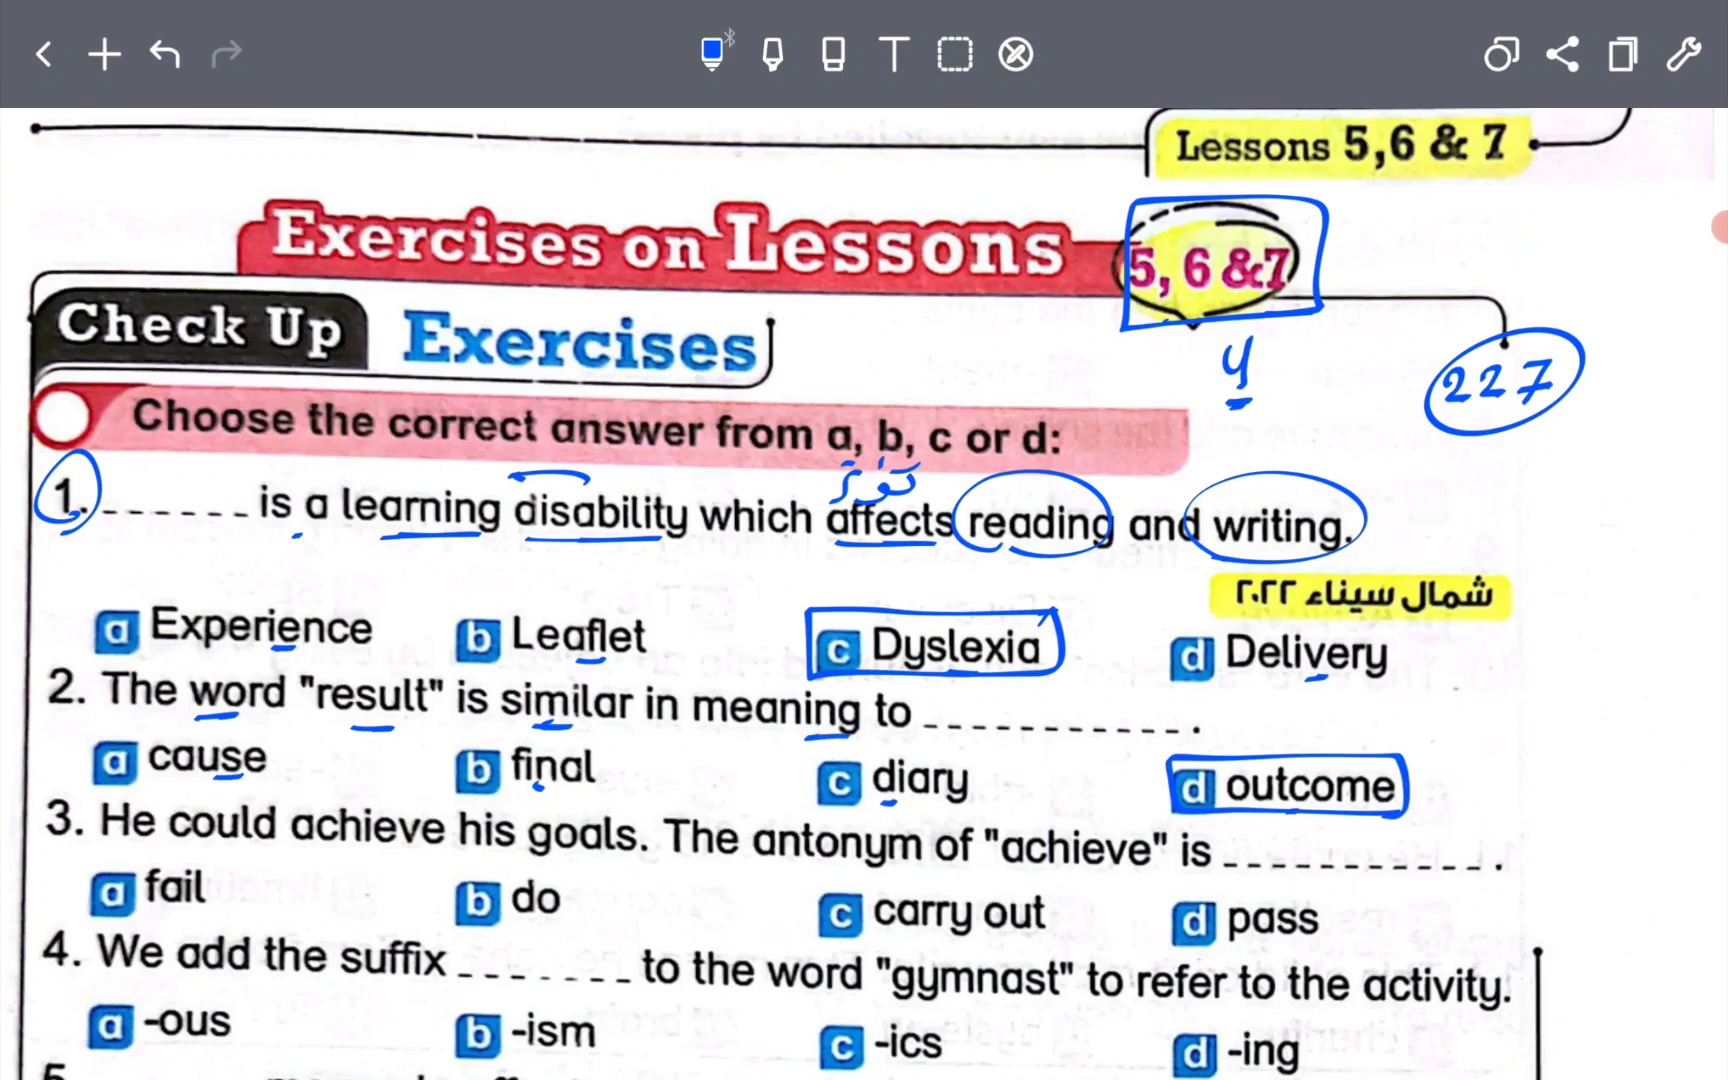 Lessons 5,6 & 7
Exercises on Lessons 5, 6 &7
Check Up Exercises
y
227
Choose the correct answer from a, b, c or d:
1. ------ is a learning disability which affects reading and writing.
شمال سيناء ٢٠٢٢
a Experience b Leaflet c Dyslexia d Delivery
2. The word "result" is similar in meaning to ------------ .
a cause b final c diary d outcome
3. He could achieve his goals. The antonym of "achieve" is ------------ .
a fail b do c carry out d pass
4. We add the suffix ------- to the word "gymnast" to refer to the activity.
a -ous b -ism c -ics d -ing